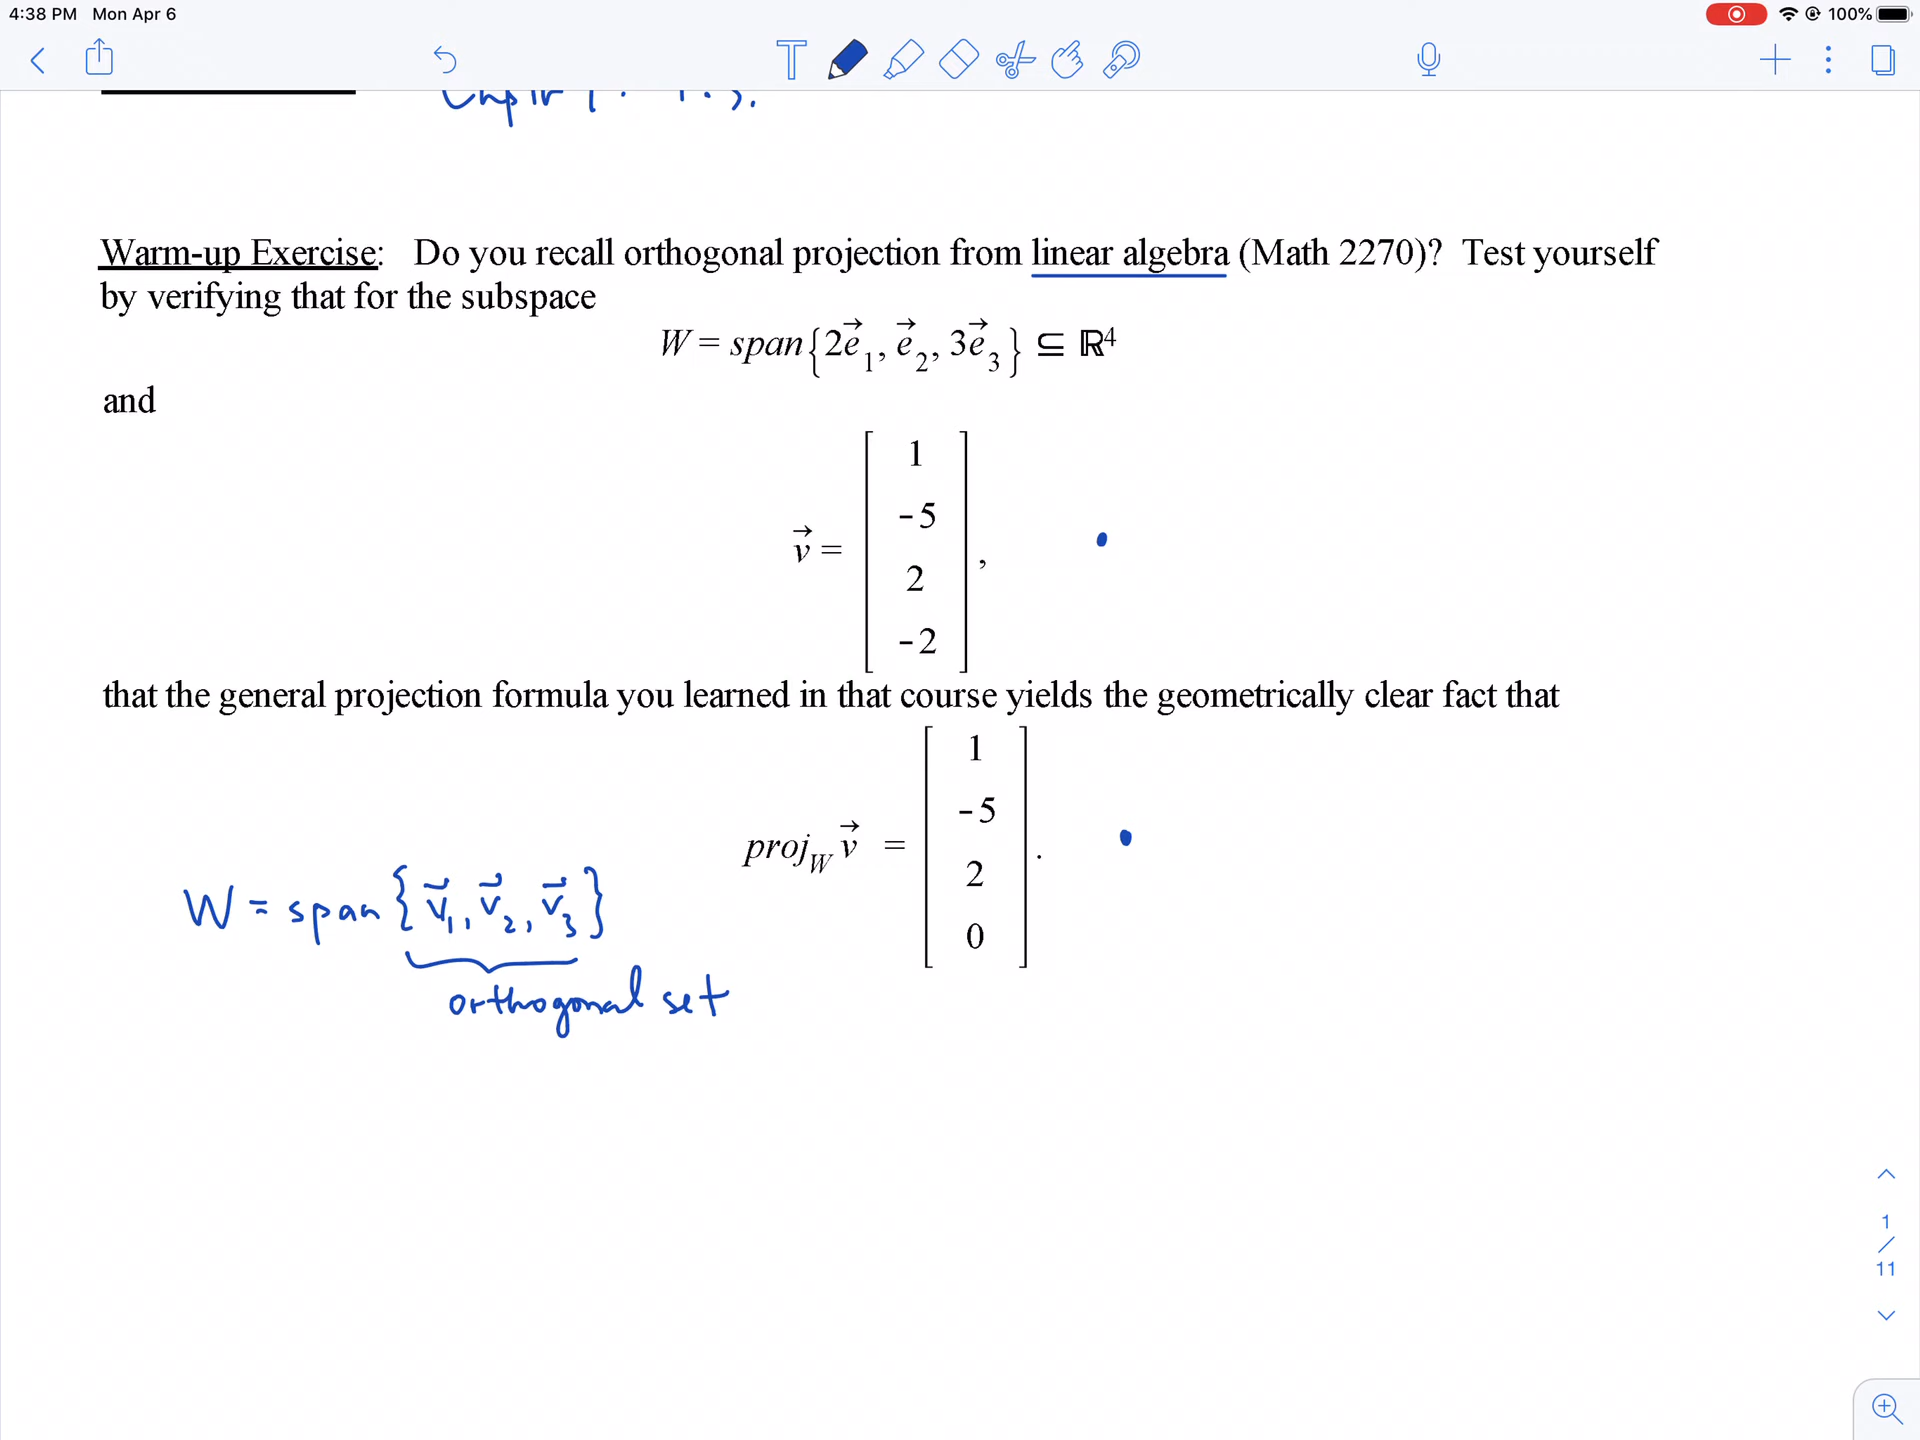 4:38 PM Mon Apr 6
100%
Warm-up Exercise: Do you recall orthogonal projection from linear algebra (Math 2270)? Test yourself
by verifying that for the subspace
W = span{2e⃗₁, e⃗₂, 3e⃗₃} ⊆ ℝ⁴
and
v⃗ = [1
-5
2
-2],
that the general projection formula you learned in that course yields the geometrically clear fact that
proj_W v⃗ = [1
-5
2
0].
W = span {v⃗₁, v⃗₂, v⃗₃}
orthogonal set
1
/
11